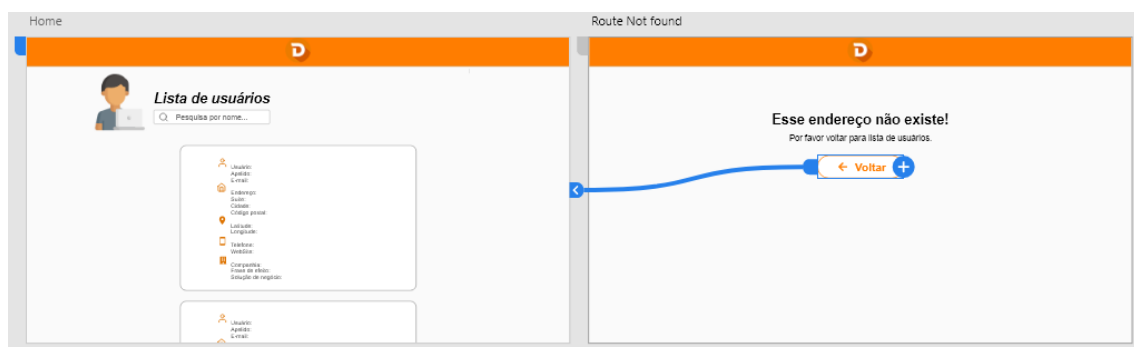 Home
Route Not found
D
D
Lista de usuários
Pesquisa por nome...
Usuário:
Apelido:
E-mail:
Endereço:
Suite:
Cidade:
Código postal:
Latitude:
Longitude:
Telefone:
WebSite:
Companhia:
Frase de efeito:
Solução de negócio:
Usuário:
Apelido:
E-mail:
Esse endereço não existe!
Por favor voltar para lista de usuários.
← Voltar